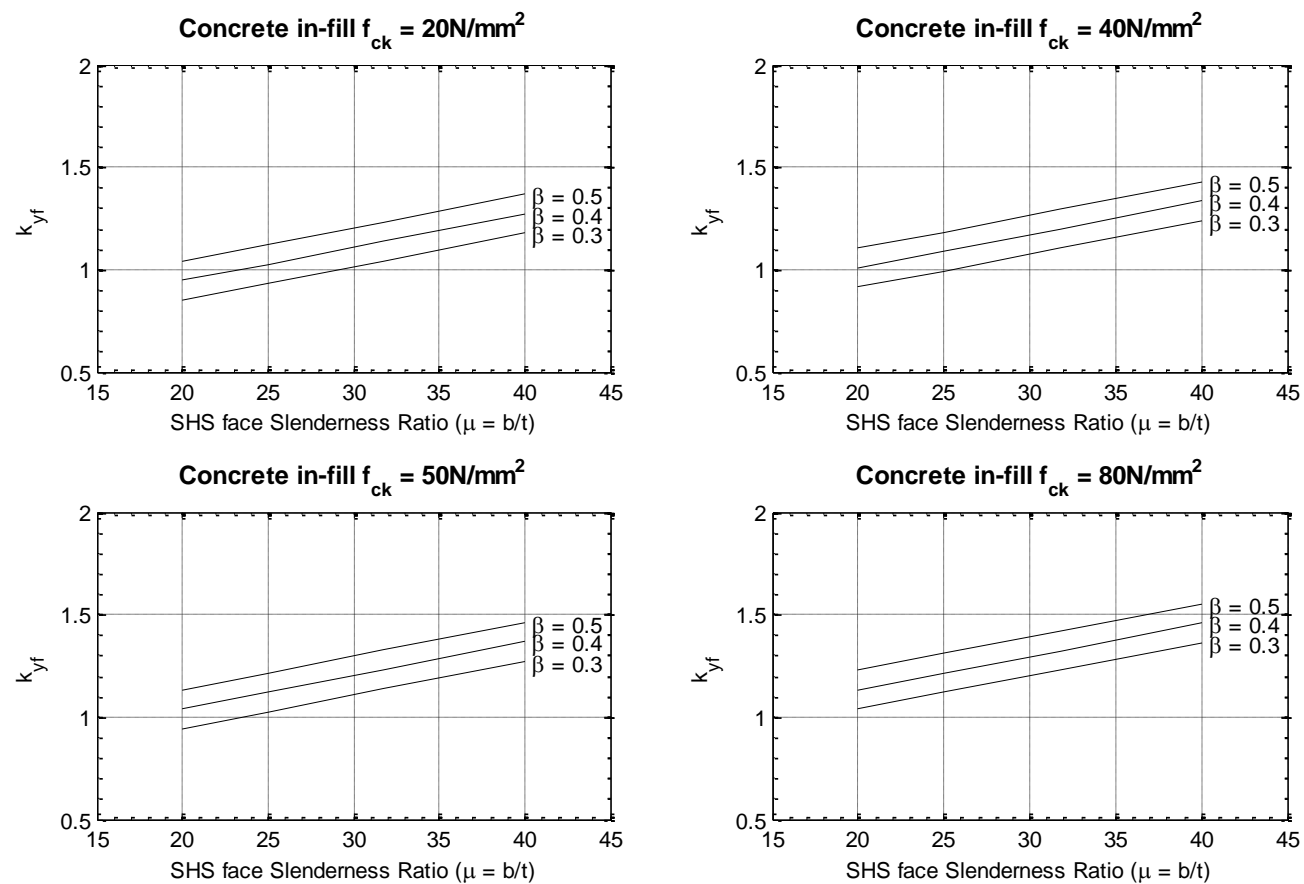 Concrete in-fill f_ck = 20N/mm²
2
1.5
1
0.5
k_yf
β = 0.5
β = 0.4
β = 0.3
15 20 25 30 35 40 45
SHS face Slenderness Ratio (μ = b/t)
Concrete in-fill f_ck = 40N/mm²
2
1.5
1
0.5
k_yf
β = 0.5
β = 0.4
β = 0.3
15 20 25 30 35 40 45
SHS face Slenderness Ratio (μ = b/t)
Concrete in-fill f_ck = 50N/mm²
2
1.5
1
0.5
k_yf
β = 0.5
β = 0.4
β = 0.3
15 20 25 30 35 40 45
SHS face Slenderness Ratio (μ = b/t)
Concrete in-fill f_ck = 80N/mm²
2
1.5
1
0.5
k_yf
β = 0.5
β = 0.4
β = 0.3
15 20 25 30 35 40 45
SHS face Slenderness Ratio (μ = b/t)